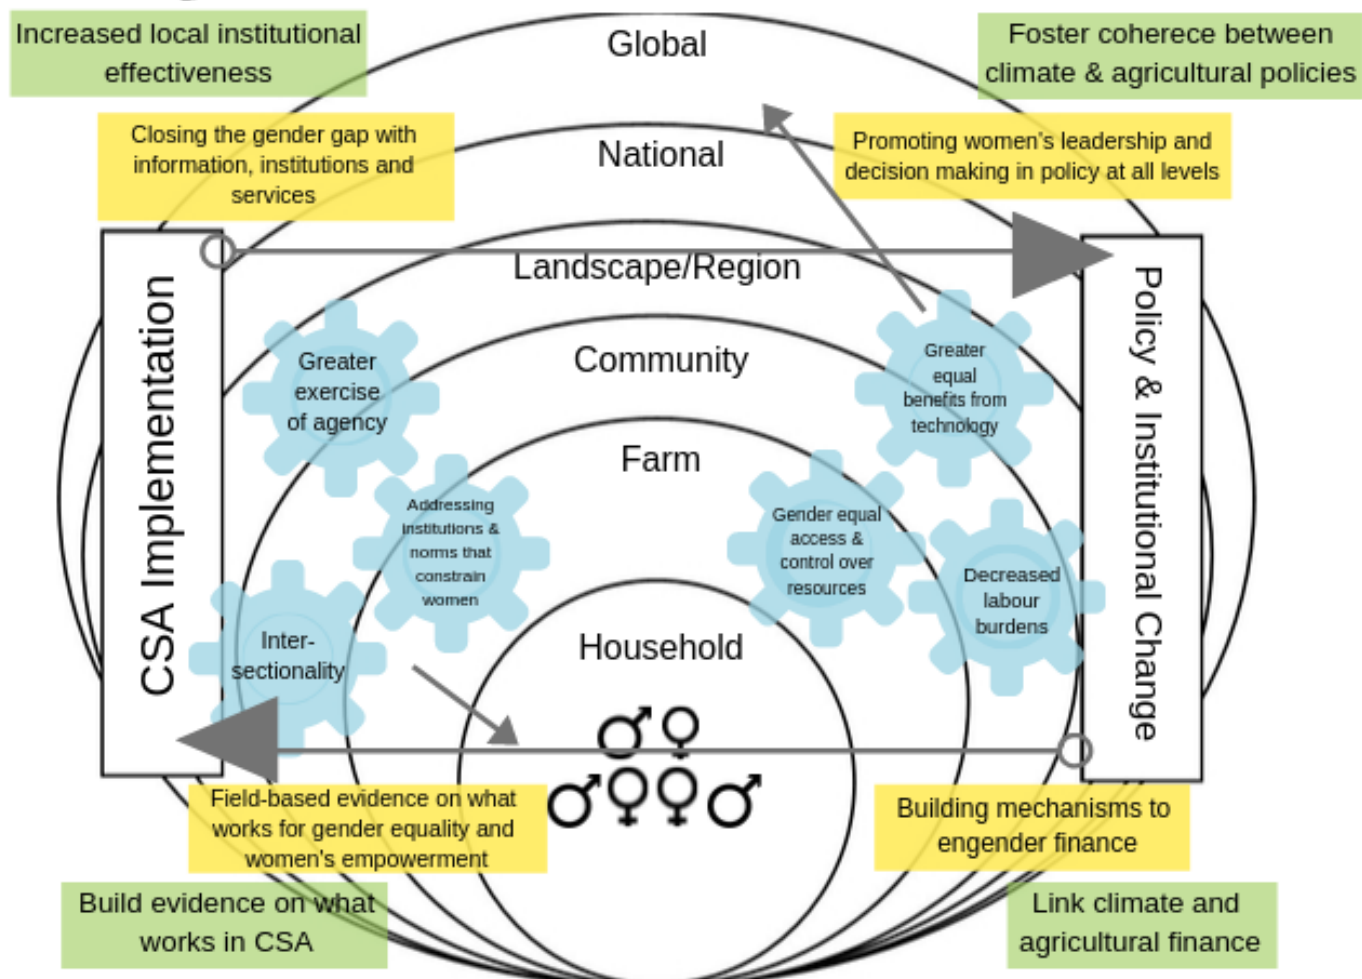 Increased local institutional
effectiveness
Foster coherece between
climate & agricultural policies
Global
Closing the gender gap with
information, institutions and
services
National
Promoting women's leadership and
decision making in policy at all levels
Landscape/Region
CSA Implementation
Policy & Institutional Change
Greater
exercise
of agency
Community
Greater
equal
benefits from
technology
Farm
Addressing
institutions &
norms that
constrain
women
Gender equal
access &
control over
resources
Decreased
labour
burdens
Inter-
sectionality
Household
Field-based evidence on what
works for gender equality and
women's empowerment
Building mechanisms to
engender finance
Build evidence on what
works in CSA
Link climate and
agricultural finance